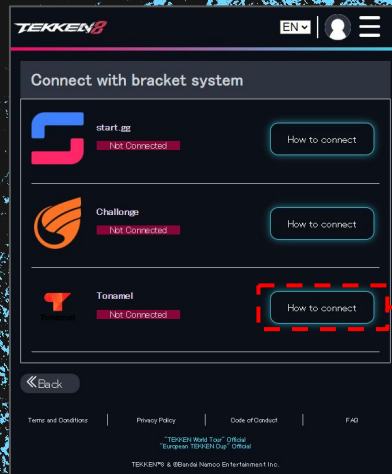 TEKKEN8
EN
Connect with bracket system
start.gg
Not Connected
How to connect
Challonge
Not Connected
How to connect
Tonamel
Not Connected
How to connect
≪Back
Terms and Conditions | Privacy Policy | Code of Conduct | FAQ
"TEKKEN World Tour" Official
"European TEKKEN Cup" Official
TEKKEN™8 & ©Bandai Namco Entertainment Inc.